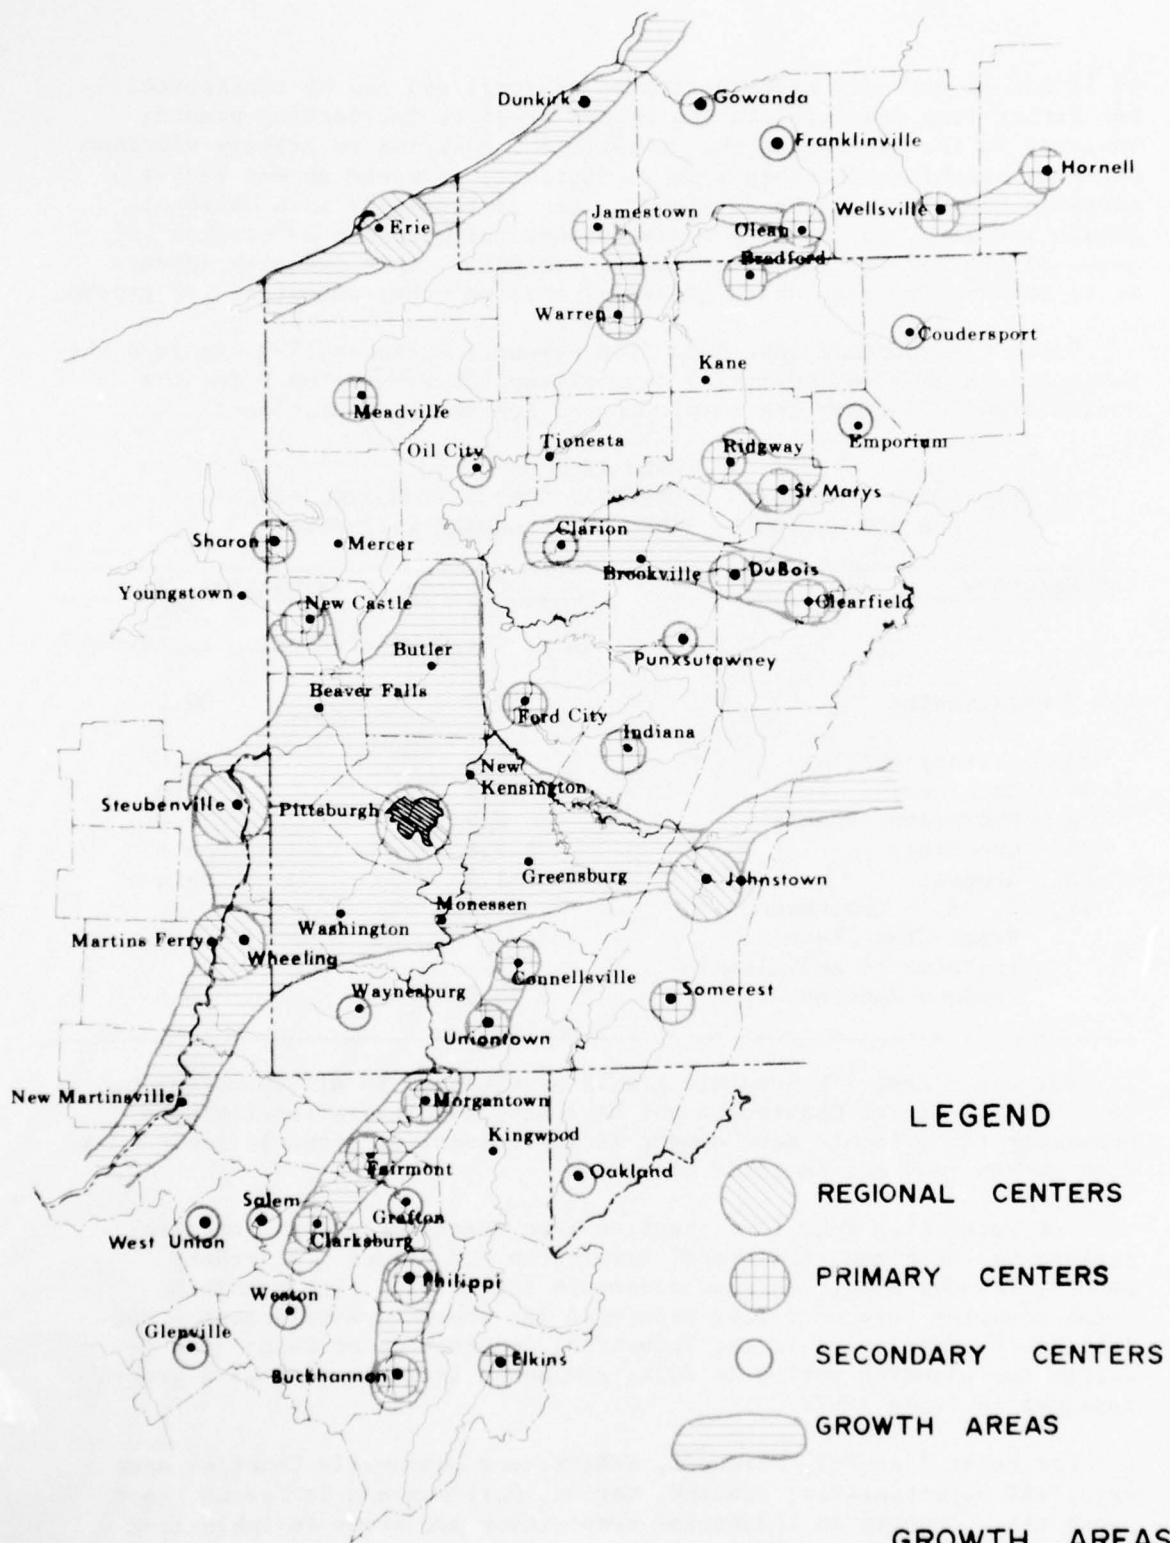 Dunkirk
Gowanda
Franklinville
Hornell
Erie
Jamestown
Olean
Wellsville
Bradford
Warren
Coudersport
Kane
Meadville
Emporium
Oil City
Tionesta
Ridgway
St. Marys
Sharon
Mercer
Clarion
Youngstown
New Castle
Brookville
DuBois
Clearfield
Butler
Punxsutawney
Beaver Falls
Ford City
Indiana
New
Kensington
Steubenville
Pittsburgh
Greensburg
Johnstown
Monessen
Washington
Martins Ferry
Wheeling
Connellsville
Waynesburg
Somerest
Uniontown
New Martinsville
Morgantown
Kingwood
Fairmont
Oakland
Salem
Grafton
West Union
Clarksburg
Philippi
Weston
Glenville
Buckhannon
Elkins
LEGEND
REGIONAL CENTERS
PRIMARY CENTERS
SECONDARY CENTERS
GROWTH AREAS
GROWTH AREAS